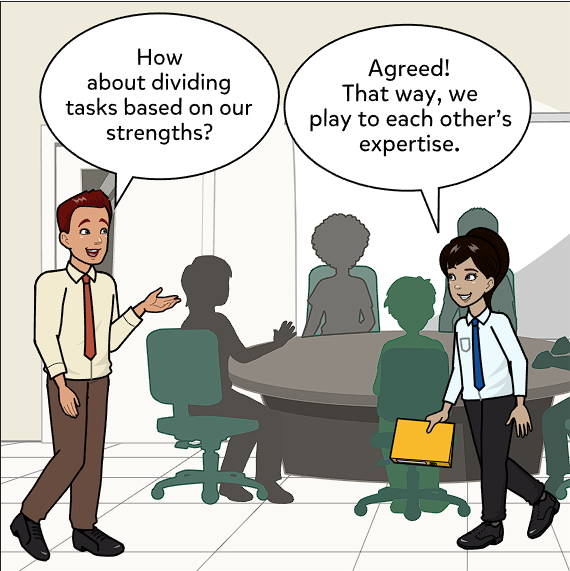 How
about dividing
tasks based on our
strengths?
Agreed!
That way, we
play to each other's
expertise.